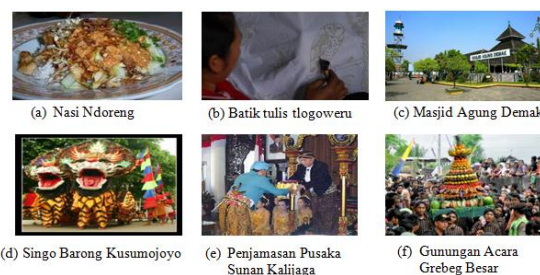 (a) Nasi Ndoreng
(b) Batik tulis tlogoweru
(c) Masjid Agung Demak
(d) Singo Barong Kusumojoyo
(e) Penjamasan Pusaka
Sunan Kalijaga
(f) Gunungan Acara
Grebeg Besar